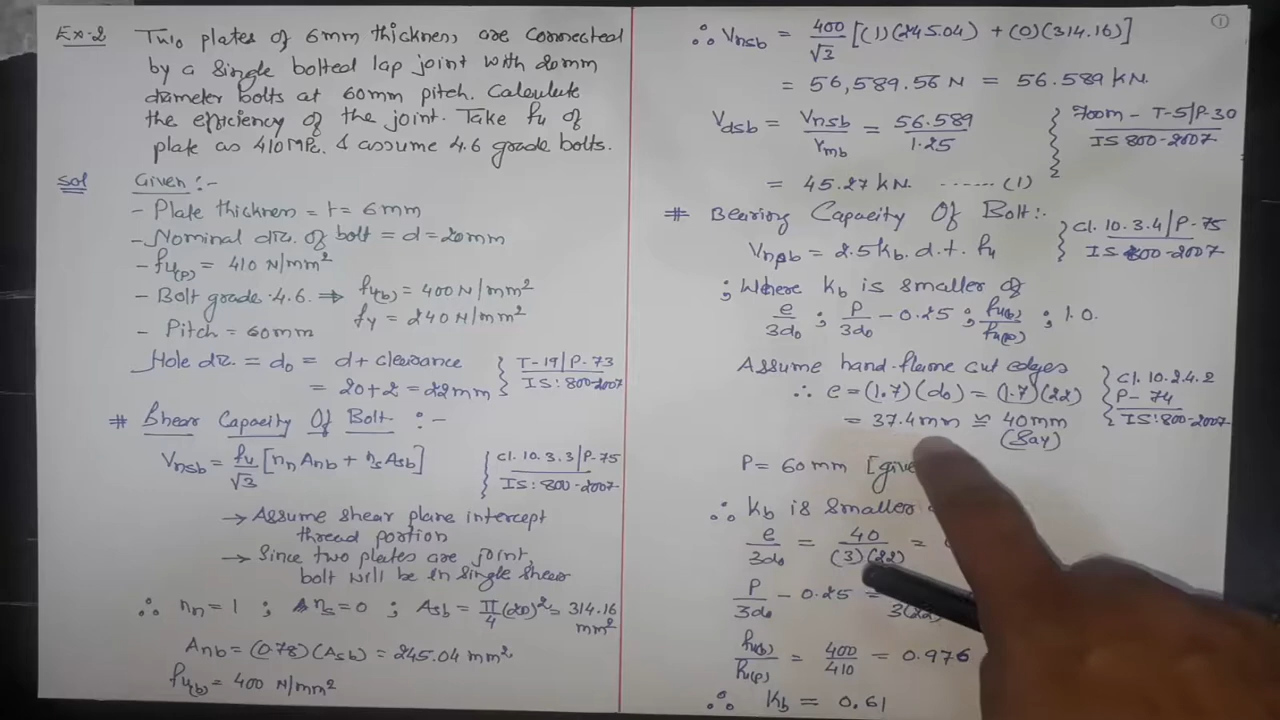 Ex-2 Two plates of 6mm thickness are connected
by a single bolted lap joint with 20mm
diameter bolts at 60mm pitch. Calculate
the efficiency of the joint. Take fu of
plate as 410 MPa. & assume 4.6 grade bolts.
Sol Given :-
- Plate thickness = t = 6mm
- Nominal dia. of bolt = d = 20mm
- fu(p) = 410 N/mm²
- Bolt grade 4.6 ⇒ fu(b) = 400 N/mm²
fy = 240 N/mm²
- Pitch = 60mm
Hole dia. = do = d + clearance
= 20+2 = 22mm } T-19/P-73
IS:800-2007
# Shear Capacity Of Bolt :-
Vnsb = fu/√3 [nn Anb + ns Asb] { Cl. 10.3.3/P-75
IS:800-2007
→ Assume shear plane intercept
thread portion
→ Since two plates are joint,
bolt will be in single shear
∴ nn = 1 ; ns = 0 ; Asb = π/4 (20)² = 314.16
mm²
Anb = (0.78)(Asb) = 245.04 mm²
fu(b) = 400 N/mm²
①
∴ Vnsb = 400/√3 [(1)(245.04) + (0)(314.16)]
= 56,589.56 N = 56.589 kN.
Vdsb = Vnsb/γmb = 56.589/1.25 } From - T-5/P-30
IS 800-2007
= 45.27 kN. ...... (1)
# Bearing Capacity Of Bolt:-
Vnpb = 2.5 kb. d. t. fu } Cl. 10.3.4/P-75
IS 800-2007
; Where kb is smaller of
e/3do ; P/3do - 0.25 ; fu(b)/fu(p) ; 1.0.
Assume hand-flame cut edges
∴ e = (1.7)(do) = (1.7)(22) } Cl. 10.2.4.2
P-74
IS:800-2007
= 37.4mm ≃ 40mm
(Say)
P = 60mm [give
∴ kb is smaller
e/3do = 40/(3)(22) =
P/3do - 0.25 = 3(22)
fu(b)/fu(p) = 400/410 = 0.976
∴ kb = 0.61